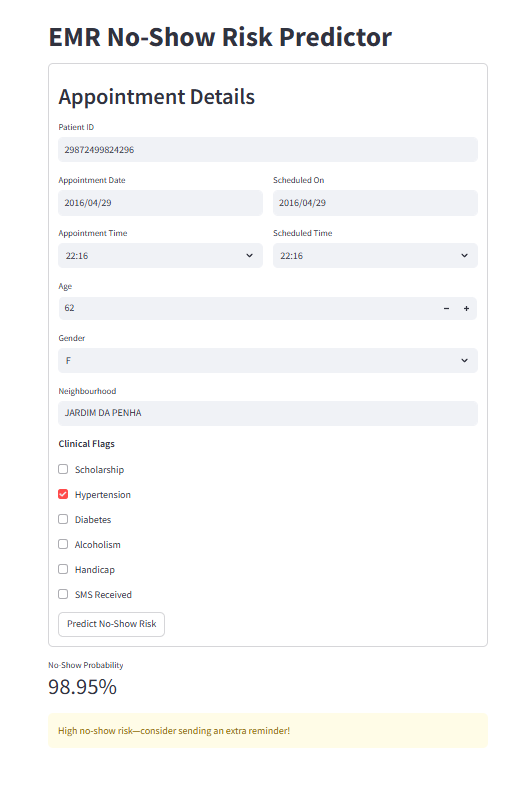 EMR No-Show Risk Predictor
Appointment Details
Patient ID
29872499824296
Appointment Date
Scheduled On
2016/04/29
2016/04/29
Appointment Time
Scheduled Time
22:16
22:16
Age
62
Gender
F
Neighbourhood
JARDIM DA PENHA
Clinical Flags
Scholarship
Hypertension
Diabetes
Alcoholism
Handicap
SMS Received
Predict No-Show Risk
No-Show Probability
98.95%
High no-show risk—consider sending an extra reminder!